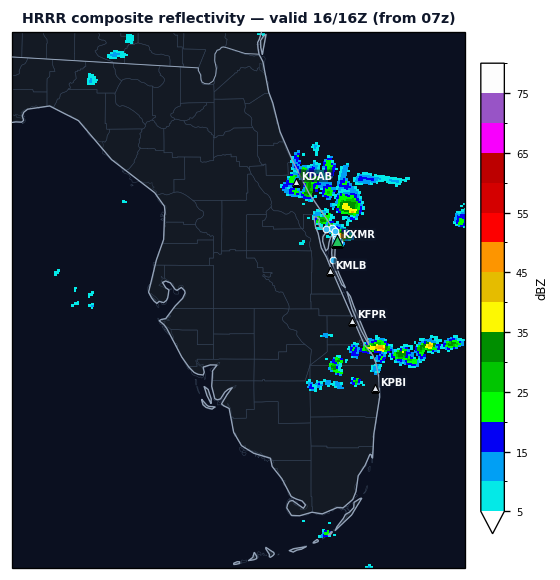 HRRR composite reflectivity — valid 16/16Z (from 07z)
KDAB
KXMR
KMLB
KFPR
KPBI
75
65
55
45
35
25
15
5
dBZ